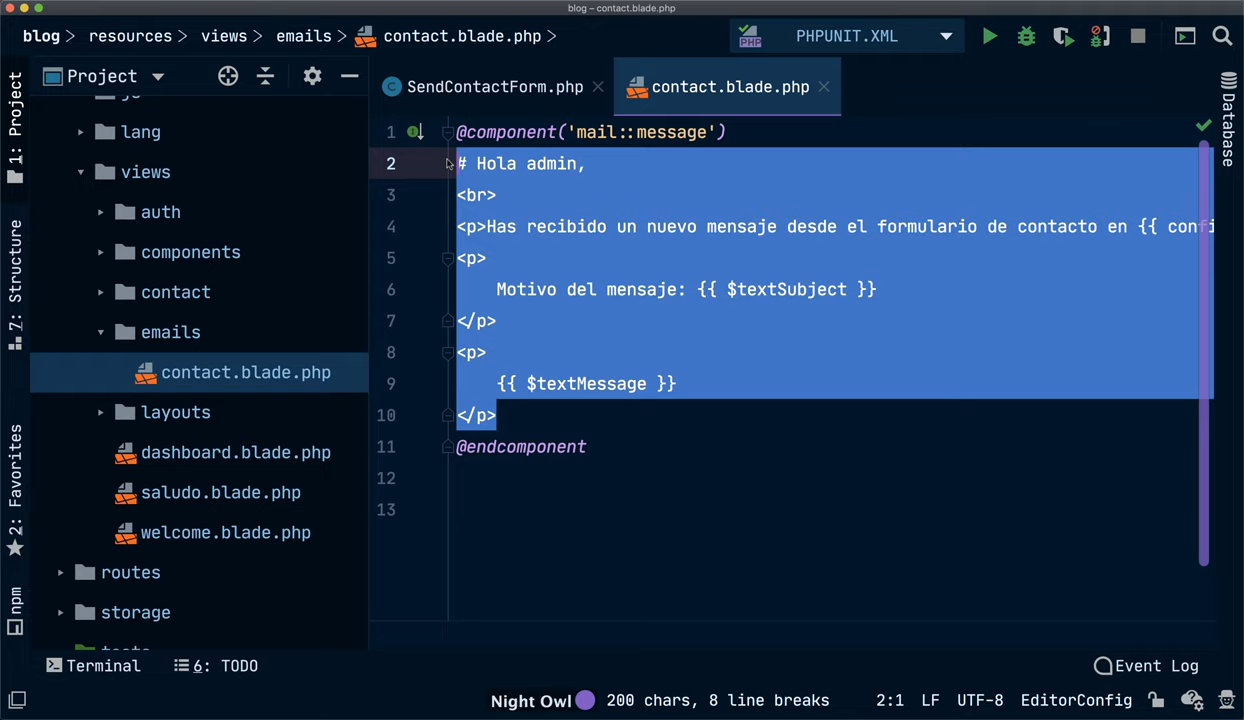 blog – contact.blade.php
blog > resources > views > emails > contact.blade.php >
PHPUNIT.XML
1: Project
7: Structure
2: Favorites
npm
Project
lang
views
auth
components
contact
emails
contact.blade.php
layouts
dashboard.blade.php
saludo.blade.php
welcome.blade.php
routes
storage
SendContactForm.php
contact.blade.php
1 @component('mail::message')
2 # Hola admin,
3 <br>
4 <p>Has recibido un nuevo mensaje desde el formulario de contacto en {{ confi
5 <p>
6 Motivo del mensaje: {{ $textSubject }}
7 </p>
8 <p>
9 {{ $textMessage }}
10 </p>
11 @endcomponent
12
13
Database
Terminal
6: TODO
Event Log
Night Owl
200 chars, 8 line breaks
2:1
LF
UTF-8
EditorConfig